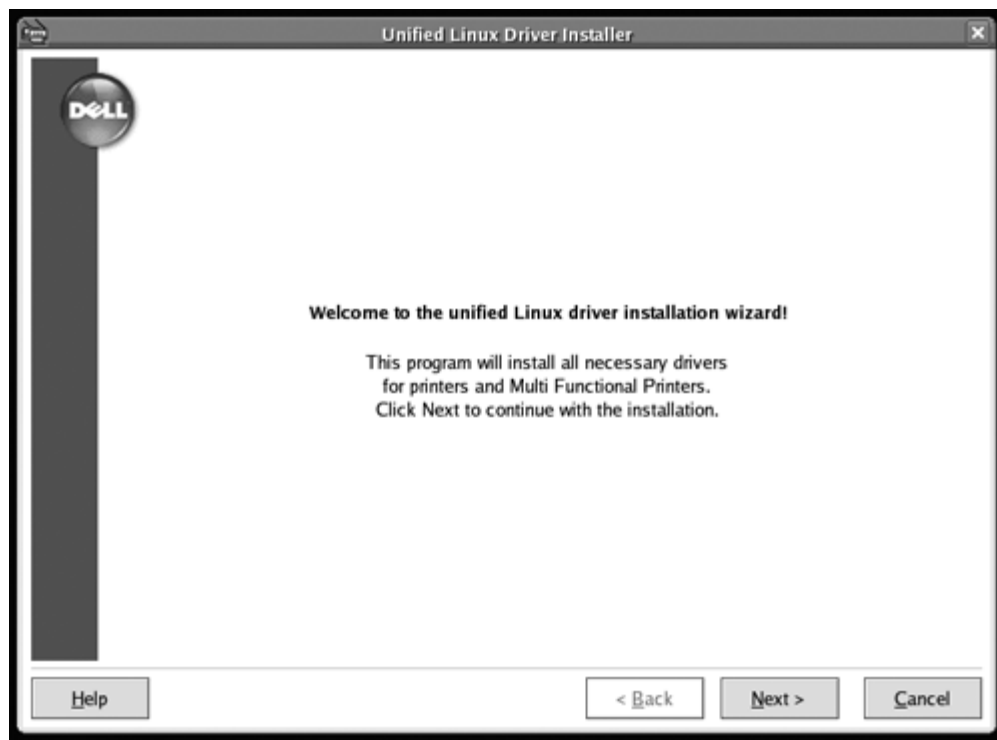 Unified Linux Driver Installer
DELL
Welcome to the unified Linux driver installation wizard!
This program will install all necessary drivers
for printers and Multi Functional Printers.
Click Next to continue with the installation.
Help
< Back
Next >
Cancel